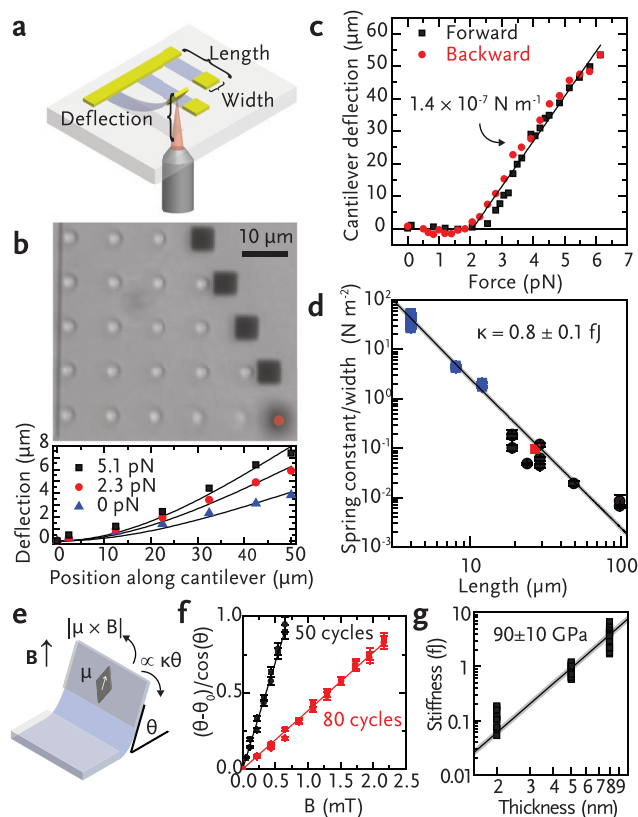 a
Length
Width
Deflection
b
10 μm
Deflection (μm)
8
6
4
2
0
5.1 pN
2.3 pN
0 pN
0 10 20 30 40 50
Position along cantilever (μm)
c
Cantilever deflection (μm)
60
50
40
30
20
10
0
Forward
Backward
1.4 × 10⁻⁷ N m⁻¹
0 1 2 3 4 5 6 7
Force (pN)
d
Spring constant/width (N m⁻²)
10²
10¹
10⁰
10⁻¹
10⁻²
10⁻³
κ = 0.8 ± 0.1 fJ
10 100
Length (μm)
e
B
|μ × B|
∝ κθ
μ
θ
f
(θ-θ₀)/cos(θ)
1.0
0.5
0.0
50 cycles
80 cycles
0.0 0.5 1.0 1.5 2.0 2.5
B (mT)
g
Stiffness (fJ)
10
1
0.1
0.01
90±10 GPa
2 3 4 5 6 7 8 9
Thickness (nm)